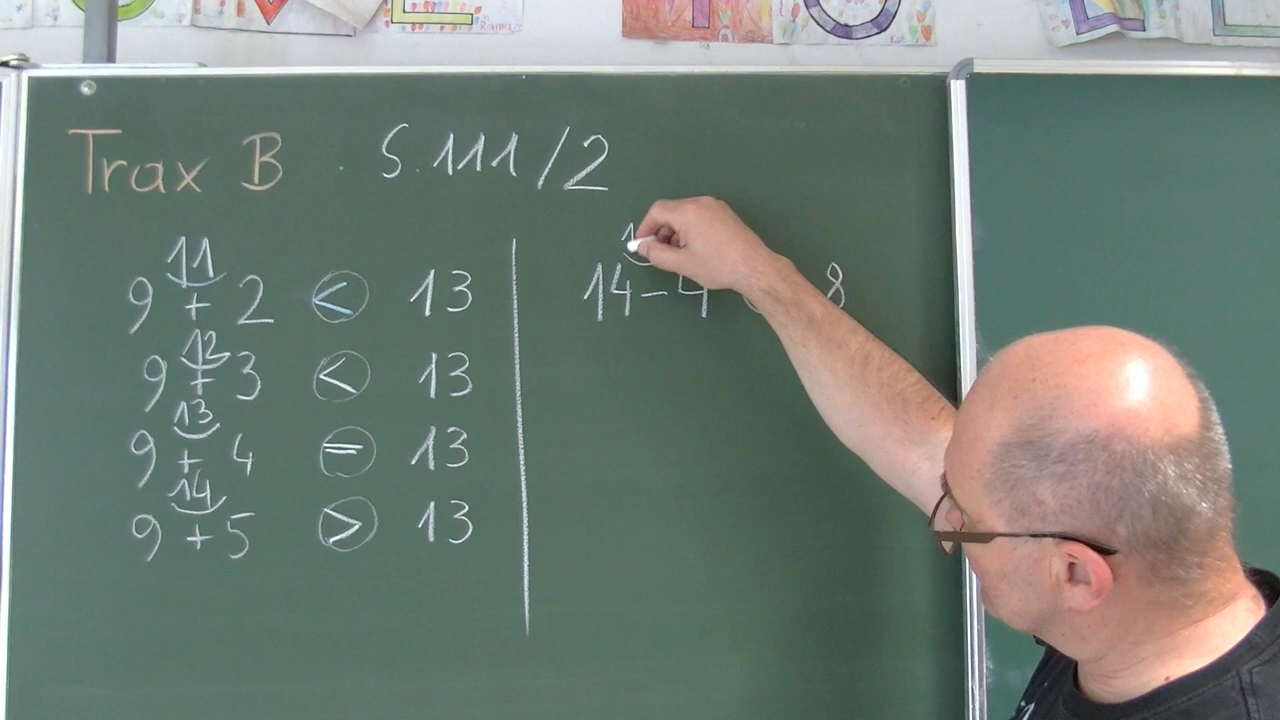 Trax B . S. 111/2
11
9 + 2 < 13
12
9 + 3 < 13
13
9 + 4 = 13
14
9 + 5 > 13
1
14 - 4 8